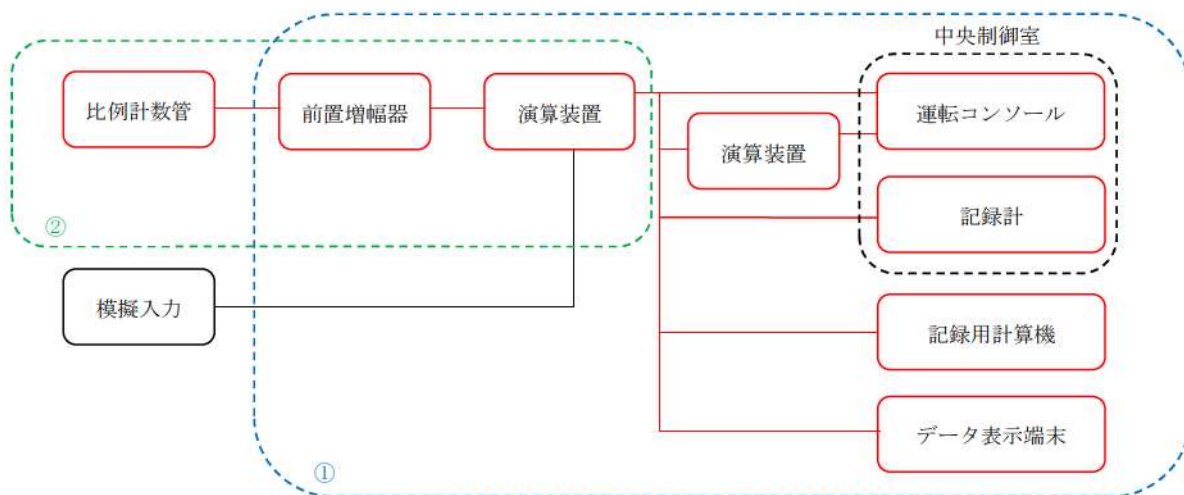 中央制御室
比例計数管
前置増幅器
演算装置
運転コンソール
演算装置
記録計
②
模擬入力
記録用計算機
データ表示端末
①